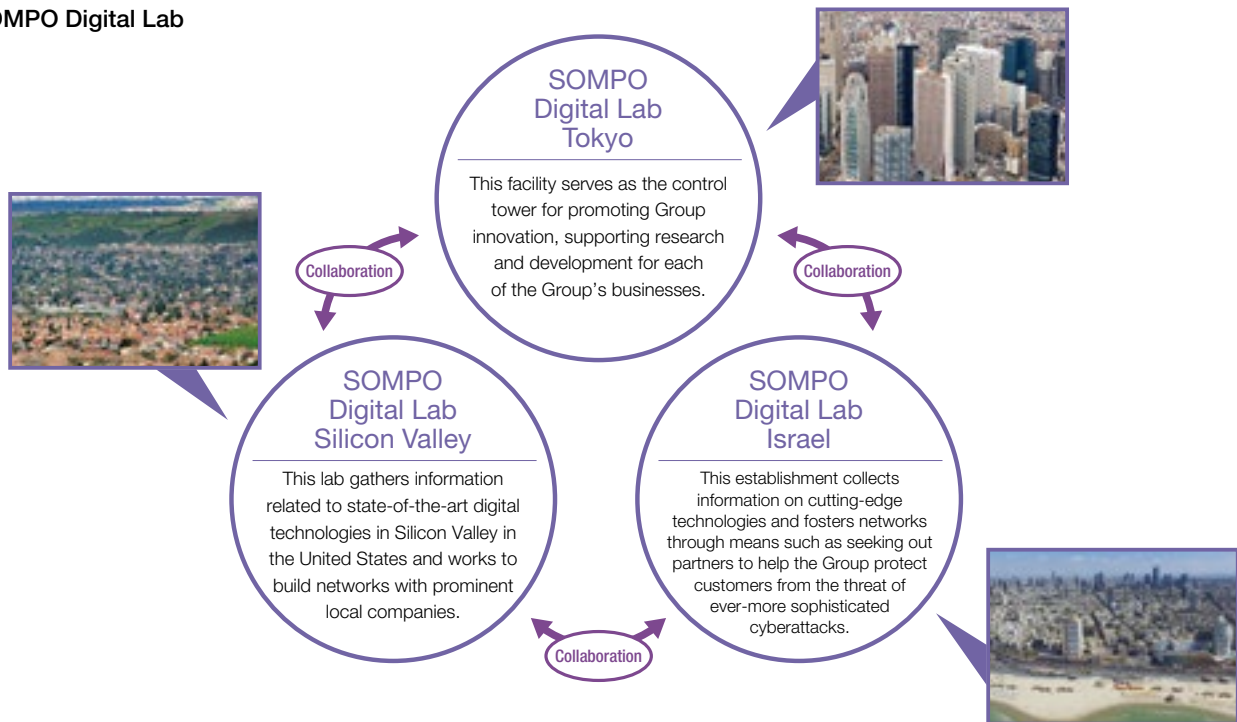 MPO Digital Lab
SOMPO
Digital Lab
Tokyo
This facility serves as the control
tower for promoting Group
innovation, supporting research
and development for each
of the Group's businesses.
Collaboration
Collaboration
SOMPO
Digital Lab
Silicon Valley
This lab gathers information
related to state-of-the-art digital
technologies in Silicon Valley in
the United States and works to
build networks with prominent
local companies.
SOMPO
Digital Lab
Israel
This establishment collects
information on cutting-edge
technologies and fosters networks
through means such as seeking out
partners to help the Group protect
customers from the threat of
ever-more sophisticated
cyberattacks.
Collaboration